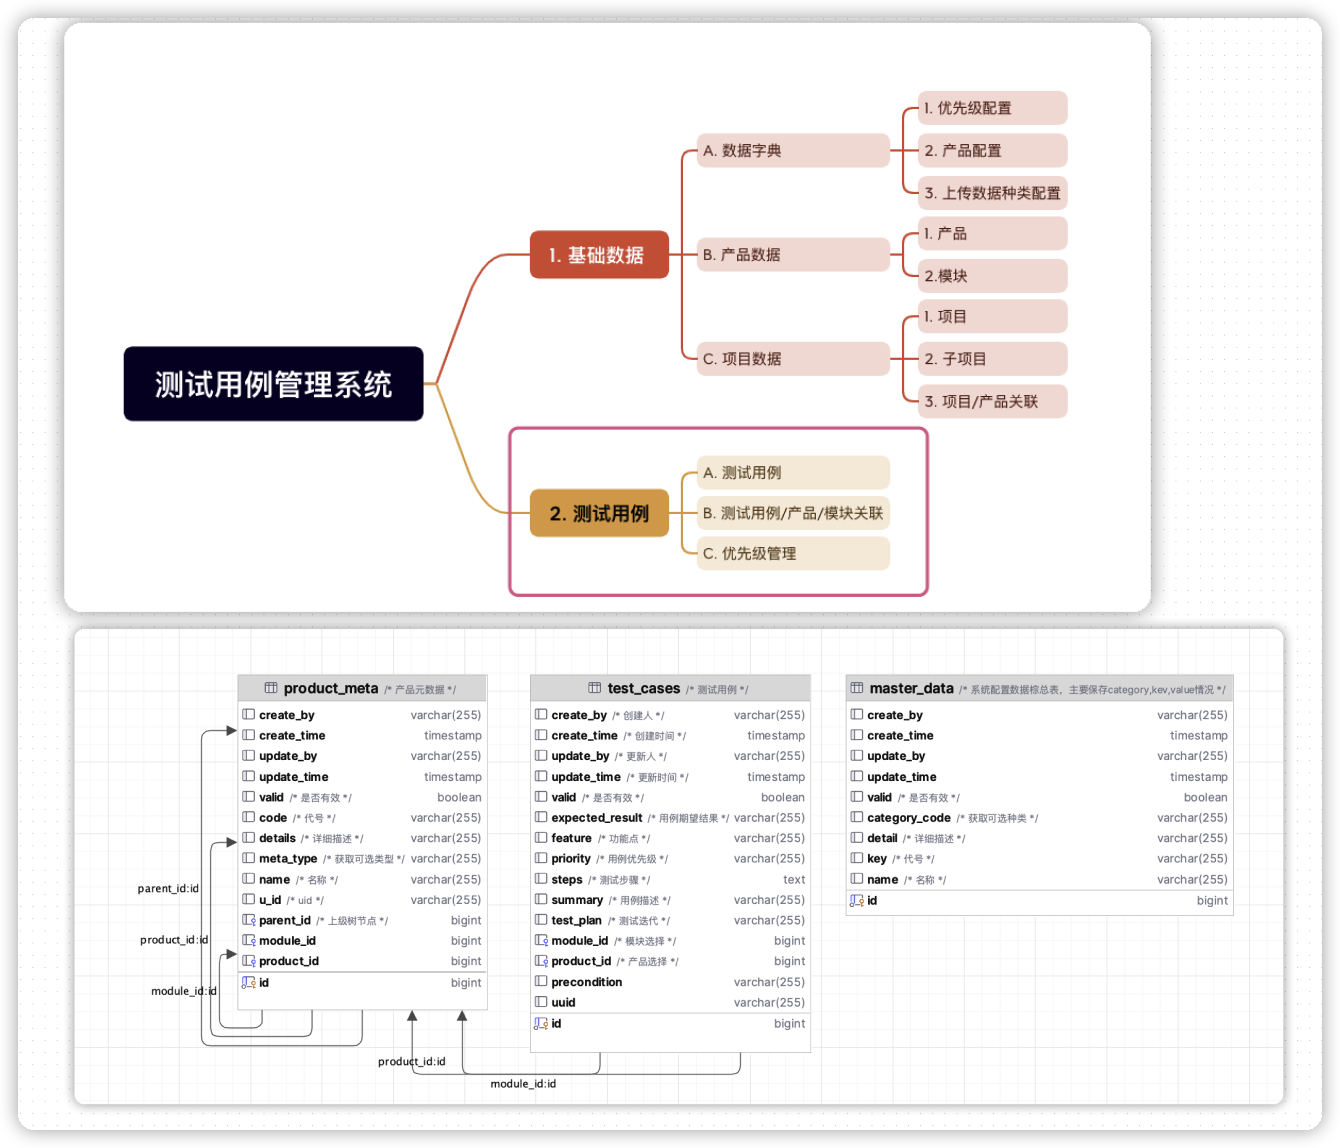 测试用例管理系统
1. 基础数据
A. 数据字典
1. 优先级配置
2. 产品配置
3. 上传数据种类配置
B. 产品数据
1. 产品
2.模块
C. 项目数据
1. 项目
2. 子项目
3. 项目/产品关联
2. 测试用例
A. 测试用例
B. 测试用例/产品/模块关联
C. 优先级管理
product_meta /* 产品元数据 */
create_by varchar(255)
create_time timestamp
update_by varchar(255)
update_time timestamp
valid /* 是否有效 */ boolean
code /* 代号 */ varchar(255)
details /* 详细描述 */ varchar(255)
meta_type /* 获取可选类型 */ varchar(255)
name /* 名称 */ varchar(255)
u_id /* uid */ varchar(255)
parent_id /* 上级树节点 */ bigint
module_id bigint
product_id bigint
id bigint
parent_id:id
product_id:id
module_id:id
test_cases /* 测试用例 */
create_by /* 创建人 */ varchar(255)
create_time /* 创建时间 */ timestamp
update_by /* 更新人 */ varchar(255)
update_time /* 更新时间 */ timestamp
valid /* 是否有效 */ boolean
expected_result /* 用例期望结果 */ varchar(255)
feature /* 功能点 */ varchar(255)
priority /* 用例优先级 */ varchar(255)
steps /* 测试步骤 */ text
summary /* 用例描述 */ varchar(255)
test_plan /* 测试迭代 */ varchar(255)
module_id /* 模块选择 */ bigint
product_id /* 产品选择 */ bigint
precondition varchar(255)
uuid varchar(255)
id bigint
product_id:id
module_id:id
master_data /* 系统配置数据棕总表，主要保存category,kev,value情况 */
create_by varchar(255)
create_time timestamp
update_by varchar(255)
update_time timestamp
valid /* 是否有效 */ boolean
category_code /* 获取可选种类 */ varchar(255)
detail /* 详细描述 */ varchar(255)
key /* 代号 */ varchar(255)
name /* 名称 */ varchar(255)
id bigint